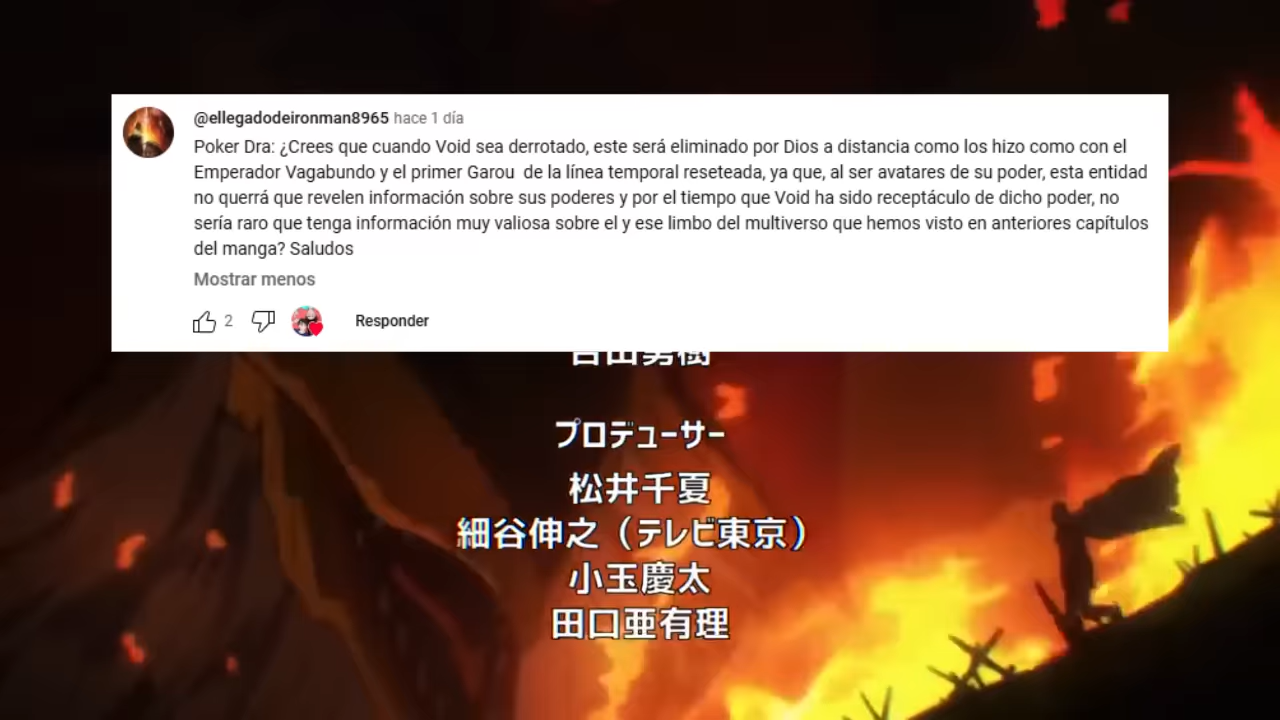 @ellegadodeironman8965 hace 1 día
Poker Dra: ¿Crees que cuando Void sea derrotado, este será eliminado por Dios a distancia como los hizo como con el
Emperador Vagabundo y el primer Garou de la línea temporal reseteada, ya que, al ser avatares de su poder, esta entidad
no querrá que revelen información sobre sus poderes y por el tiempo que Void ha sido receptáculo de dicho poder, no
sería raro que tenga información muy valiosa sobre el y ese limbo del multiverso que hemos visto en anteriores capítulos
del manga? Saludos
Mostrar menos
2 Responder
プロデューサー
松井千夏
細谷伸之（テレビ東京）
小玉慶太
田口亜有理